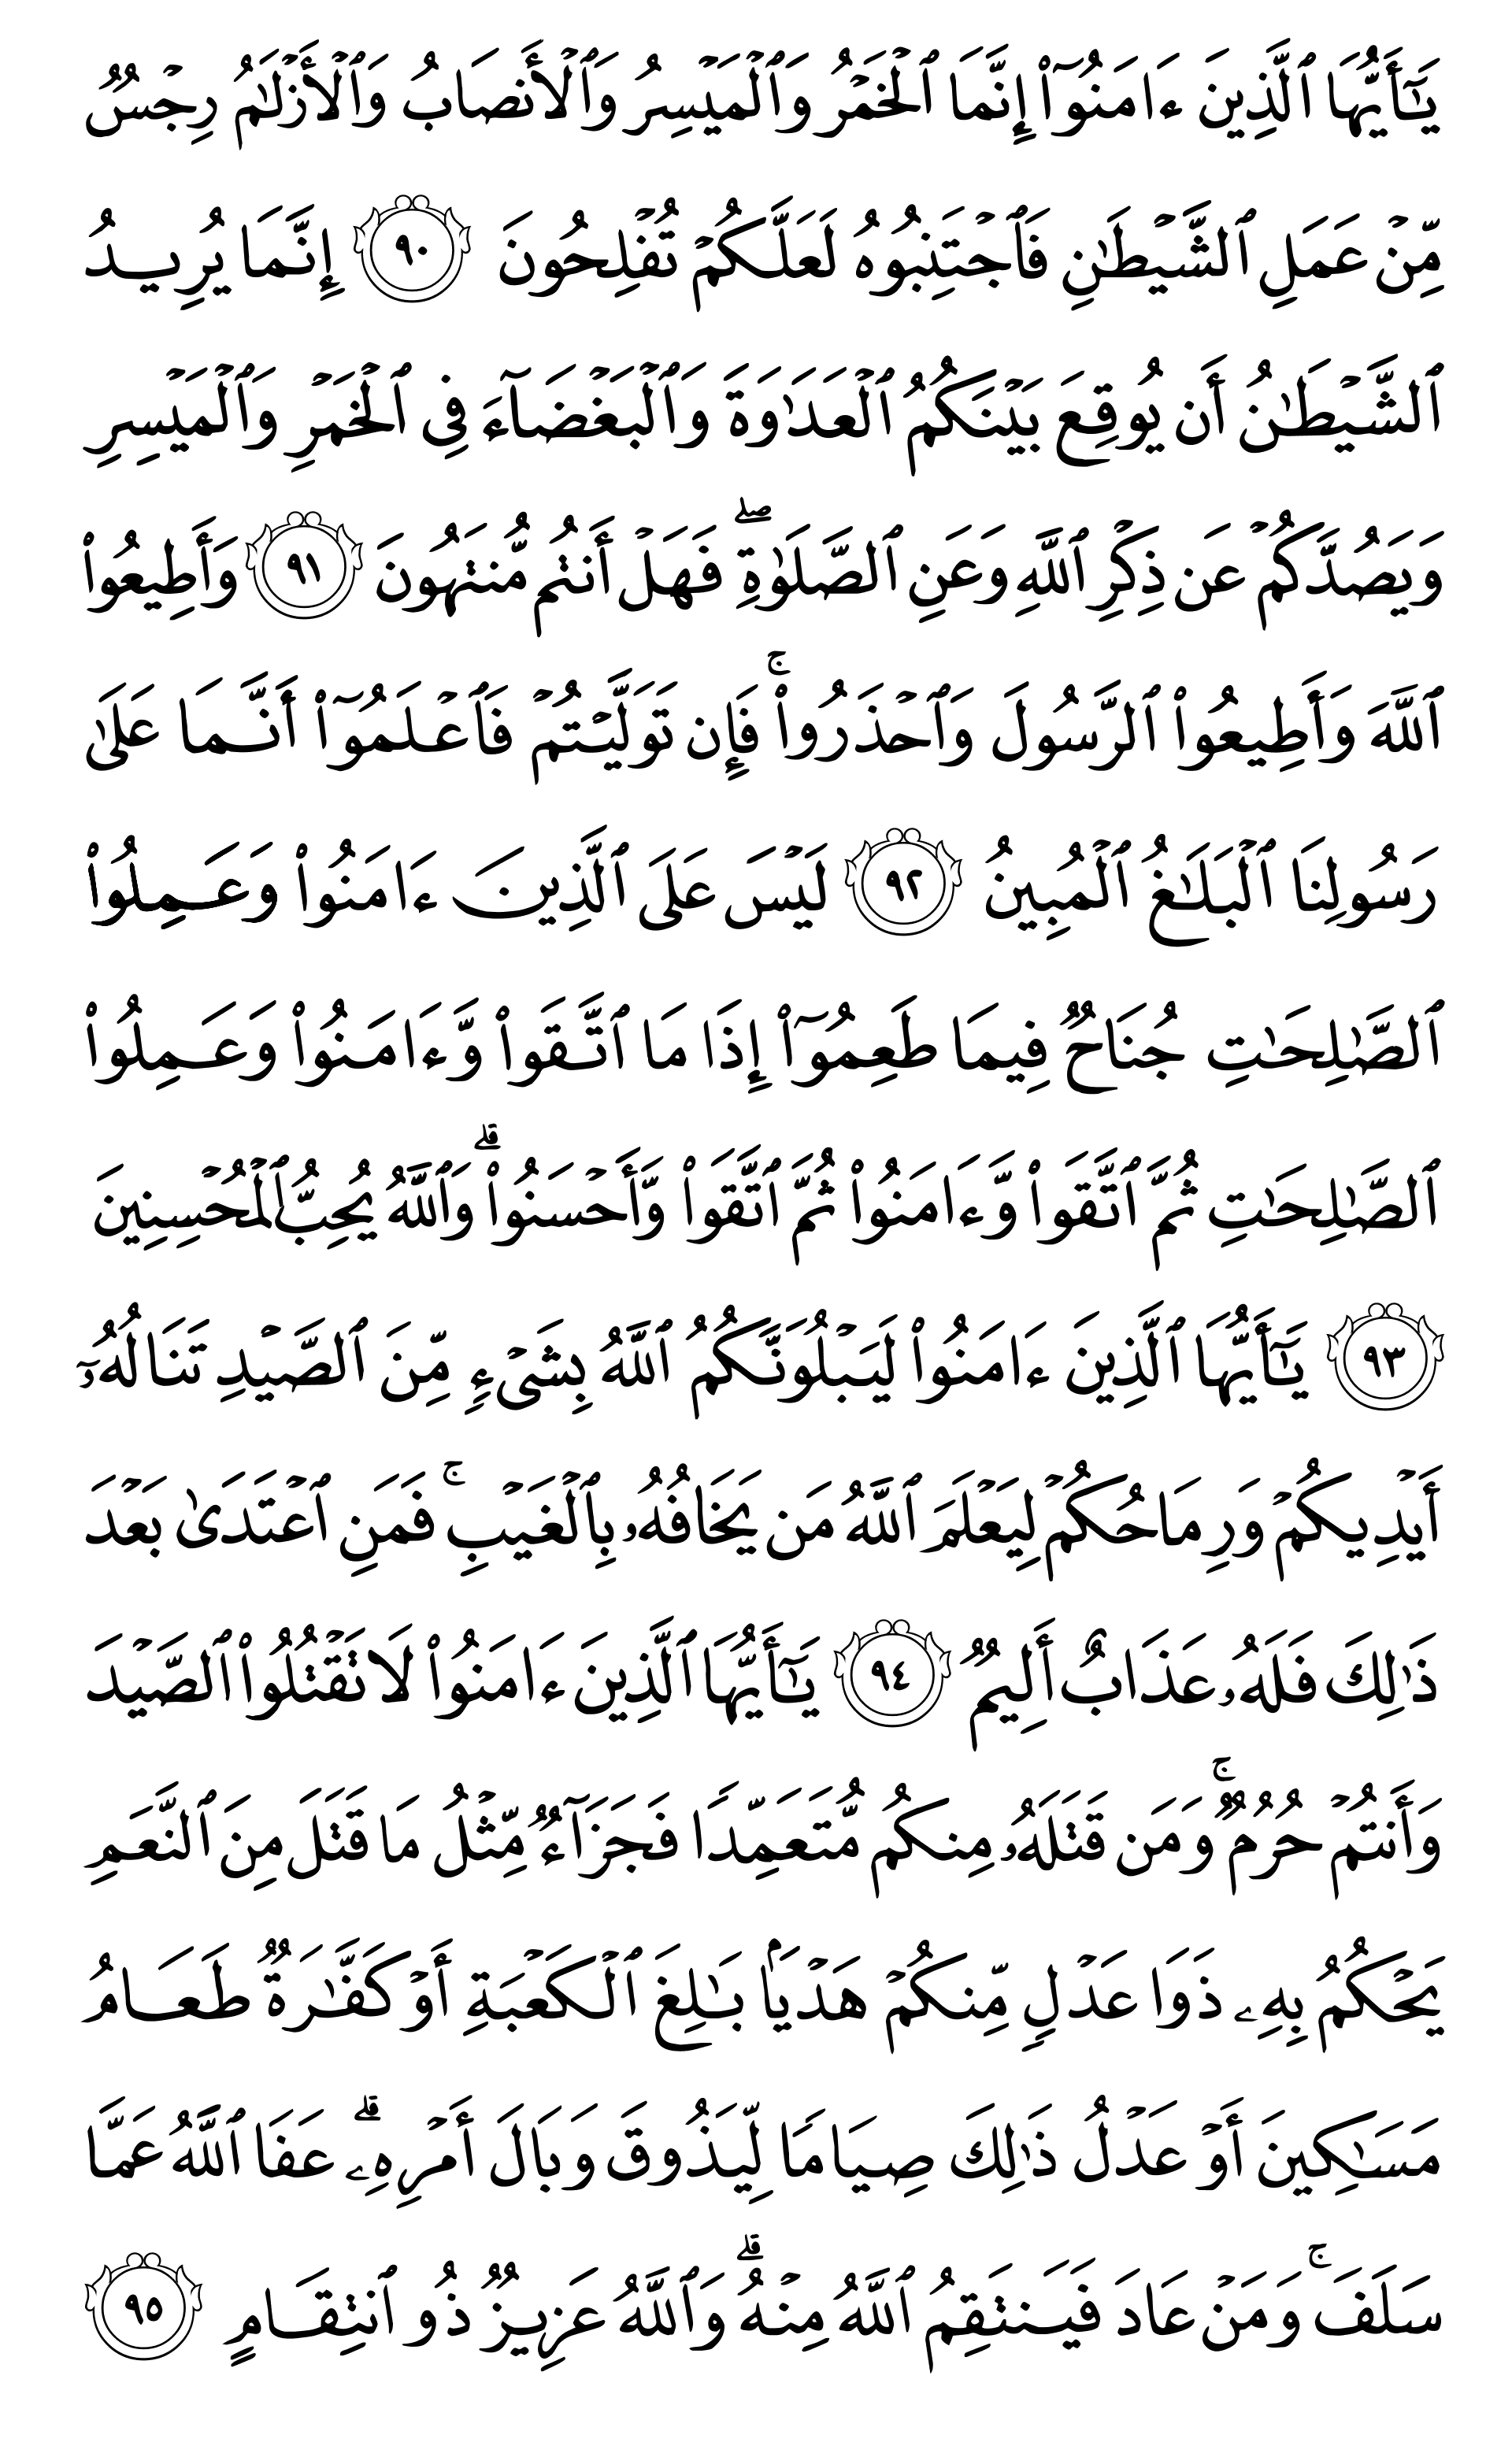 يَٰٓأَيُّهَا ٱلَّذِينَ ءَامَنُوٓا۟ إِنَّمَا ٱلْخَمْرُ وَٱلْمَيْسِرُ وَٱلْأَنصَابُ وَٱلْأَزْلَٰمُ رِجْسٌ
مِّنْ عَمَلِ ٱلشَّيْطَٰنِ فَٱجْتَنِبُوهُ لَعَلَّكُمْ تُفْلِحُونَ ٩٠ إِنَّمَا يُرِيدُ
ٱلشَّيْطَٰنُ أَن يُوقِعَ بَيْنَكُمُ ٱلْعَدَٰوَةَ وَٱلْبَغْضَآءَ فِى ٱلْخَمْرِ وَٱلْمَيْسِرِ
وَيَصُدَّكُمْ عَن ذِكْرِ ٱللَّهِ وَعَنِ ٱلصَّلَوٰةِ ۖ فَهَلْ أَنتُم مُّنتَهُونَ ٩١ وَأَطِيعُوا۟
ٱللَّهَ وَأَطِيعُوا۟ ٱلرَّسُولَ وَٱحْذَرُوا۟ ۚ فَإِن تَوَلَّيْتُمْ فَٱعْلَمُوٓا۟ أَنَّمَا عَلَىٰ
رَسُولِنَا ٱلْبَلَٰغُ ٱلْمُبِينُ ٩٢ لَيْسَ عَلَى ٱلَّذِينَ ءَامَنُوا۟ وَعَمِلُوا۟
ٱلصَّٰلِحَٰتِ جُنَاحٌ فِيمَا طَعِمُوٓا۟ إِذَا مَا ٱتَّقَوا۟ وَّءَامَنُوا۟ وَعَمِلُوا۟
ٱلصَّٰلِحَٰتِ ثُمَّ ٱتَّقَوا۟ وَّءَامَنُوا۟ ثُمَّ ٱتَّقَوا۟ وَّأَحْسَنُوا۟ ۗ وَٱللَّهُ يُحِبُّ ٱلْمُحْسِنِينَ
٩٣ يَٰٓأَيُّهَا ٱلَّذِينَ ءَامَنُوا۟ لَيَبْلُوَنَّكُمُ ٱللَّهُ بِشَىْءٍ مِّنَ ٱلصَّيْدِ تَنَالُهُۥٓ
أَيْدِيكُمْ وَرِمَاحُكُمْ لِيَعْلَمَ ٱللَّهُ مَن يَخَافُهُۥ بِٱلْغَيْبِ ۚ فَمَنِ ٱعْتَدَىٰ بَعْدَ
ذَٰلِكَ فَلَهُۥ عَذَابٌ أَلِيمٌ ٩٤ يَٰٓأَيُّهَا ٱلَّذِينَ ءَامَنُوا۟ لَا تَقْتُلُوا۟ ٱلصَّيْدَ
وَأَنتُمْ حُرُمٌ ۚ وَمَن قَتَلَهُۥ مِنكُم مُّتَعَمِّدًا فَجَزَآءٌ مِّثْلُ مَا قَتَلَ مِنَ ٱلنَّعَمِ
يَحْكُمُ بِهِۦ ذَوَا عَدْلٍ مِّنكُمْ هَدْيًۢا بَٰلِغَ ٱلْكَعْبَةِ أَوْ كَفَّٰرَةٌ طَعَامُ
مَسَٰكِينَ أَوْ عَدْلُ ذَٰلِكَ صِيَامًا لِّيَذُوقَ وَبَالَ أَمْرِهِۦ ۗ عَفَا ٱللَّهُ عَمَّا
سَلَفَ ۚ وَمَنْ عَادَ فَيَنتَقِمُ ٱللَّهُ مِنْهُ ۗ وَٱللَّهُ عَزِيزٌ ذُو ٱنتِقَامٍ ٩٥